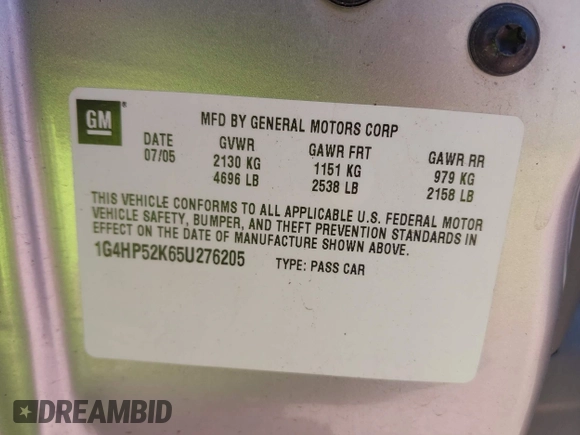 GM ®
MFD BY GENERAL MOTORS CORP
DATE GVWR GAWR FRT GAWR RR
07/05 2130 KG 1151 KG 979 KG
4696 LB 2538 LB 2158 LB
THIS VEHICLE CONFORMS TO ALL APPLICABLE U.S. FEDERAL MOTOR
VEHICLE SAFETY, BUMPER, AND THEFT PREVENTION STANDARDS IN
EFFECT ON THE DATE OF MANUFACTURE SHOWN ABOVE.
1G4HP52K65U276205 TYPE: PASS CAR
DREAMBID